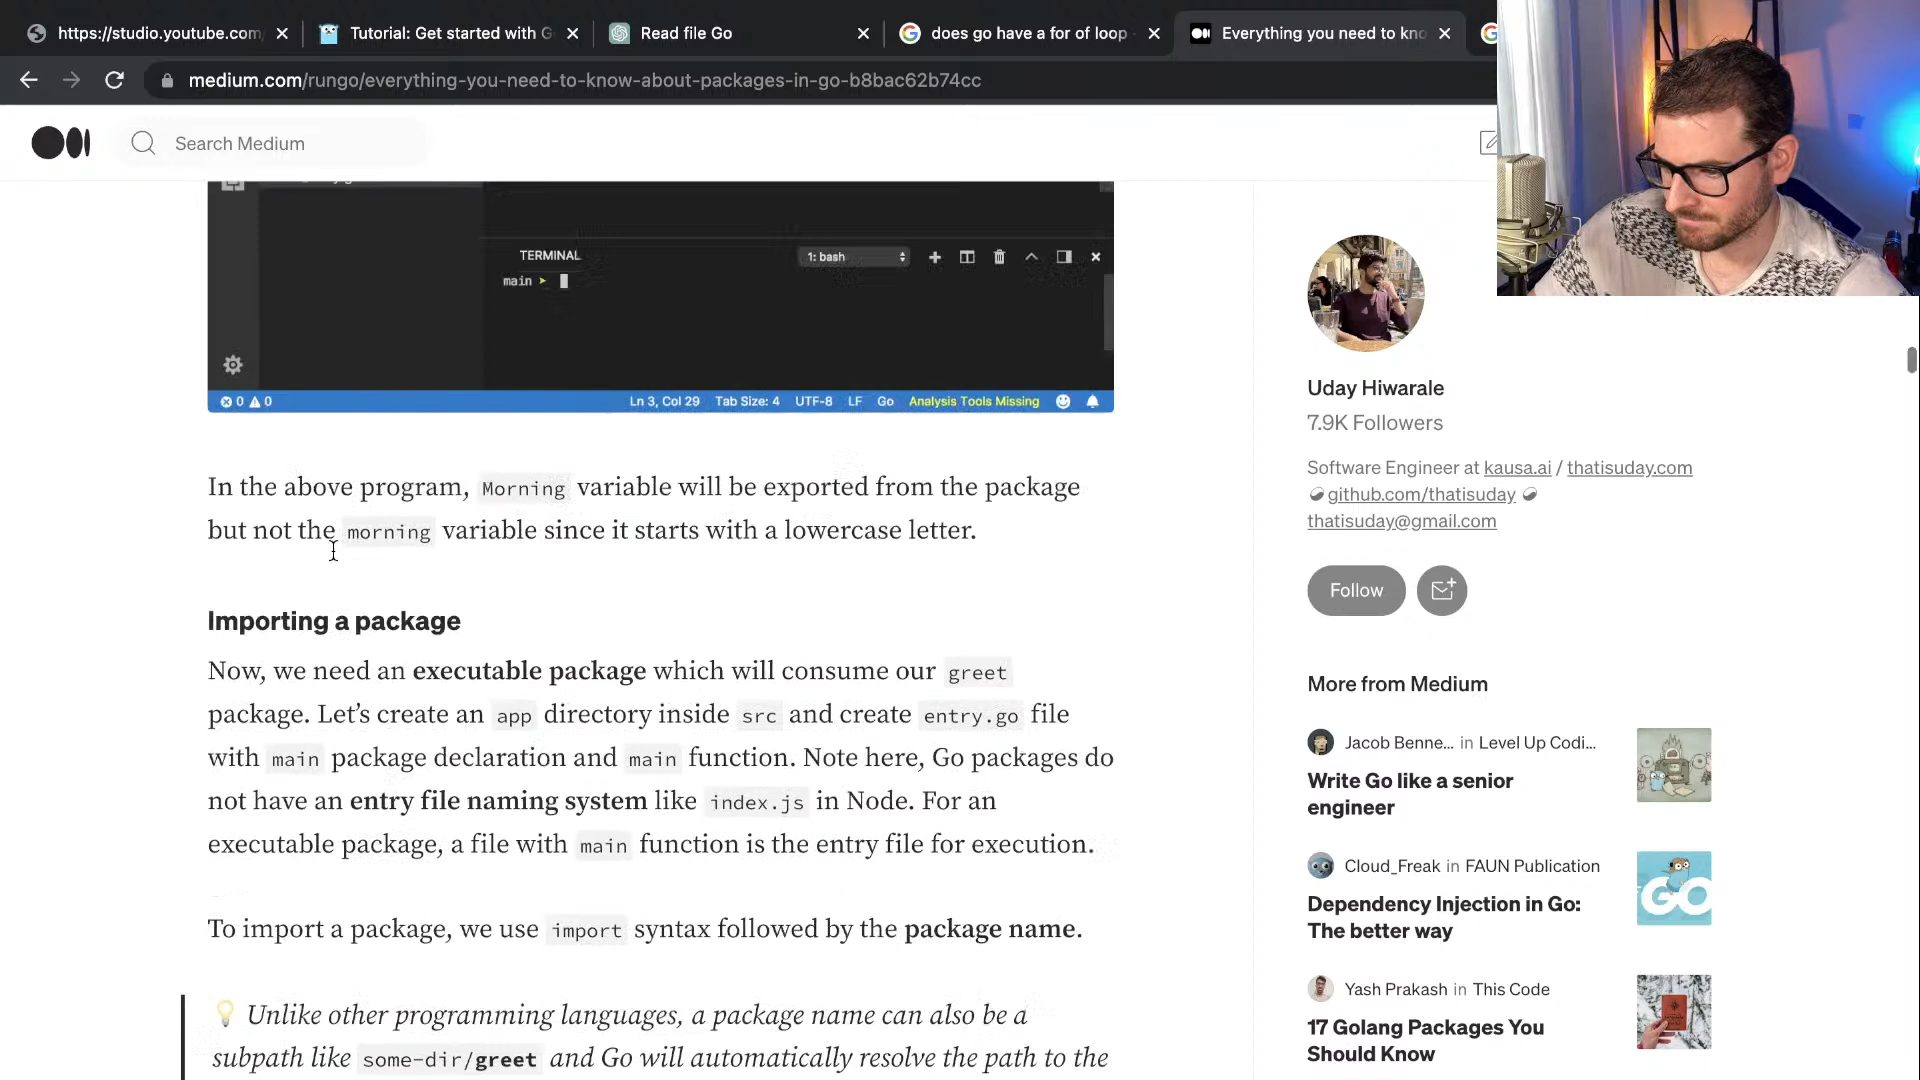 https://studio.youtube.com
Tutorial: Get started with G
Read file Go
does go have a for of loop
Everything you need to kno
medium.com/rungo/everything-you-need-to-know-about-packages-in-go-b8bac62b74cc
Search Medium
TERMINAL
1: bash
main ➤
0 0
Ln 3, Col 29 Tab Size: 4 UTF-8 LF Go Analysis Tools Missing
In the above program, Morning variable will be exported from the package
but not the morning variable since it starts with a lowercase letter.
Importing a package
Now, we need an executable package which will consume our greet
package. Let’s create an app directory inside src and create entry.go file
with main package declaration and main function. Note here, Go packages do
not have an entry file naming system like index.js in Node. For an
executable package, a file with main function is the entry file for execution.
To import a package, we use import syntax followed by the package name.
💡 Unlike other programming languages, a package name can also be a
subpath like some-dir/greet and Go will automatically resolve the path to the
Uday Hiwarale
7.9K Followers
Software Engineer at kausa.ai / thatisuday.com
github.com/thatisuday
thatisuday@gmail.com
Follow
More from Medium
Jacob Benne... in Level Up Codi...
Write Go like a senior
engineer
Cloud_Freak in FAUN Publication
Dependency Injection in Go:
The better way
GO
Yash Prakash in This Code
17 Golang Packages You
Should Know